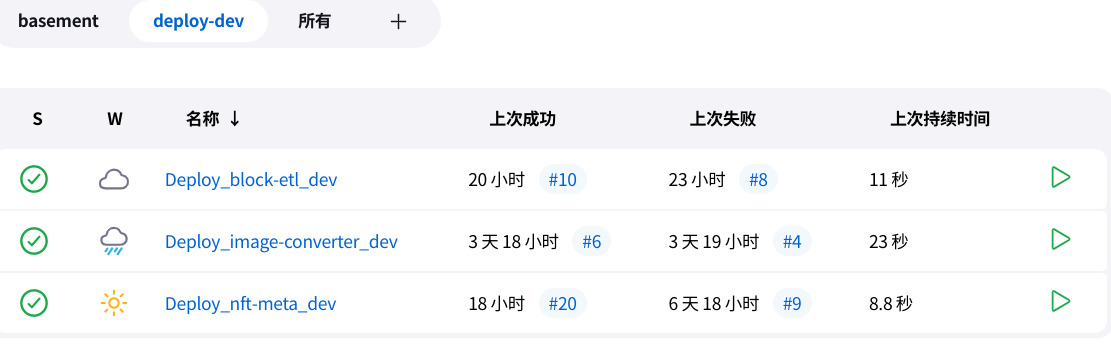 basement deploy-dev 所有 +
S W 名称 ↓ 上次成功 上次失败 上次持续时间
Deploy_block-etl_dev 20 小时 #10 23 小时 #8 11 秒
Deploy_image-converter_dev 3 天 18 小时 #6 3 天 19 小时 #4 23 秒
Deploy_nft-meta_dev 18 小时 #20 6 天 18 小时 #9 8.8 秒